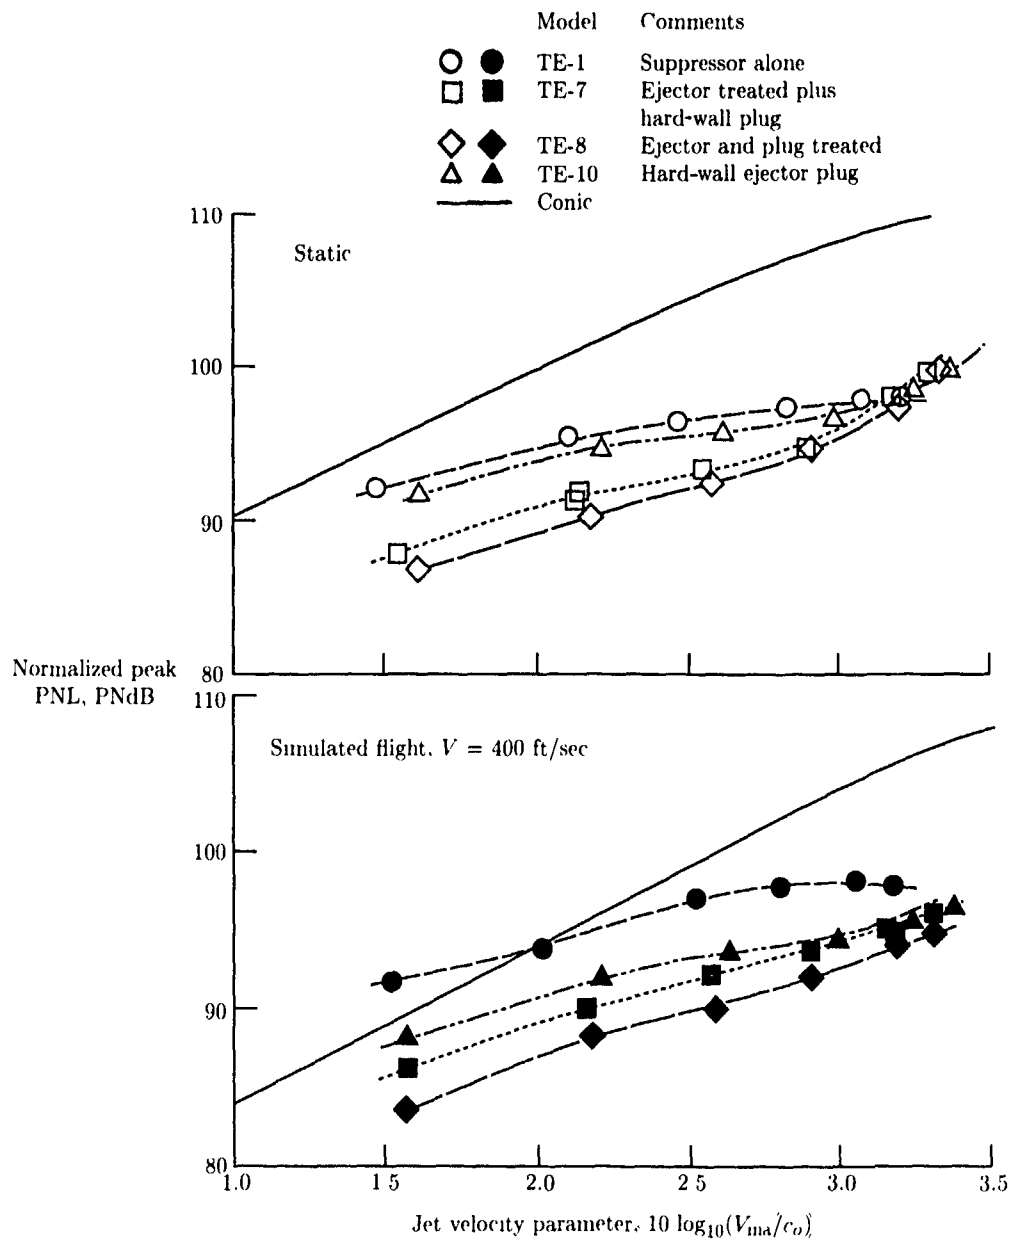 Model Comments
TE-1 Suppressor alone
TE-7 Ejector treated plus
hard-wall plug
TE-8 Ejector and plug treated
TE-10 Hard-wall ejector plug
Conic
110
Static
100
90
80
Normalized peak
PNL, PNdB
110
Simulated flight, V = 400 ft/sec
100
90
80
1.0 1 5 2.0 2 5 3.0 3.5
Jet velocity parameter, 10 log10(Vma/co)